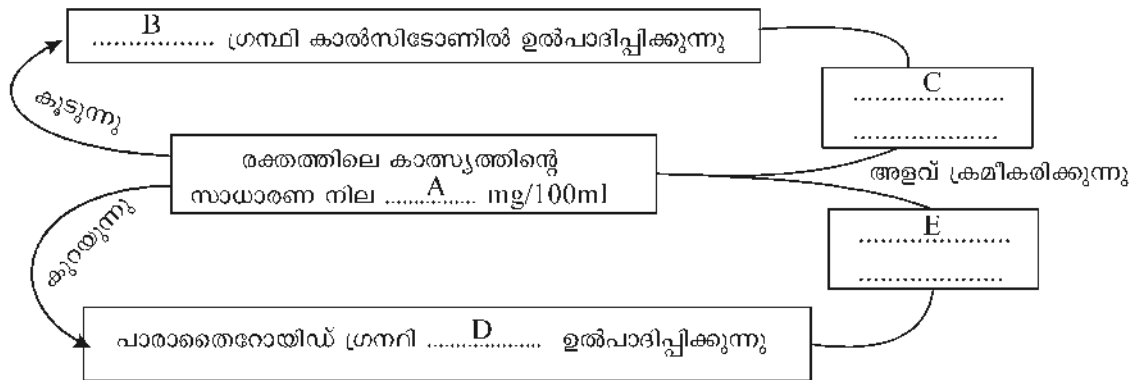 B
............... ഗ്രന്ഥി കാൽസിടോണിൽ ഉൽപാദിപ്പിക്കുന്നു
C
......................
......................
കൂടുന്നു
രക്തത്തിലെ കാത്സ്യത്തിന്റെ
സാധാരണ നില ......A...... mg/100ml
അളവ് ക്രമീകരിക്കുന്നു
കുറയുന്നു
E
......................
......................
പാരാതൈറോയിഡ് ഗ്രന്ഥി ......D...... ഉൽപാദിപ്പിക്കുന്നു